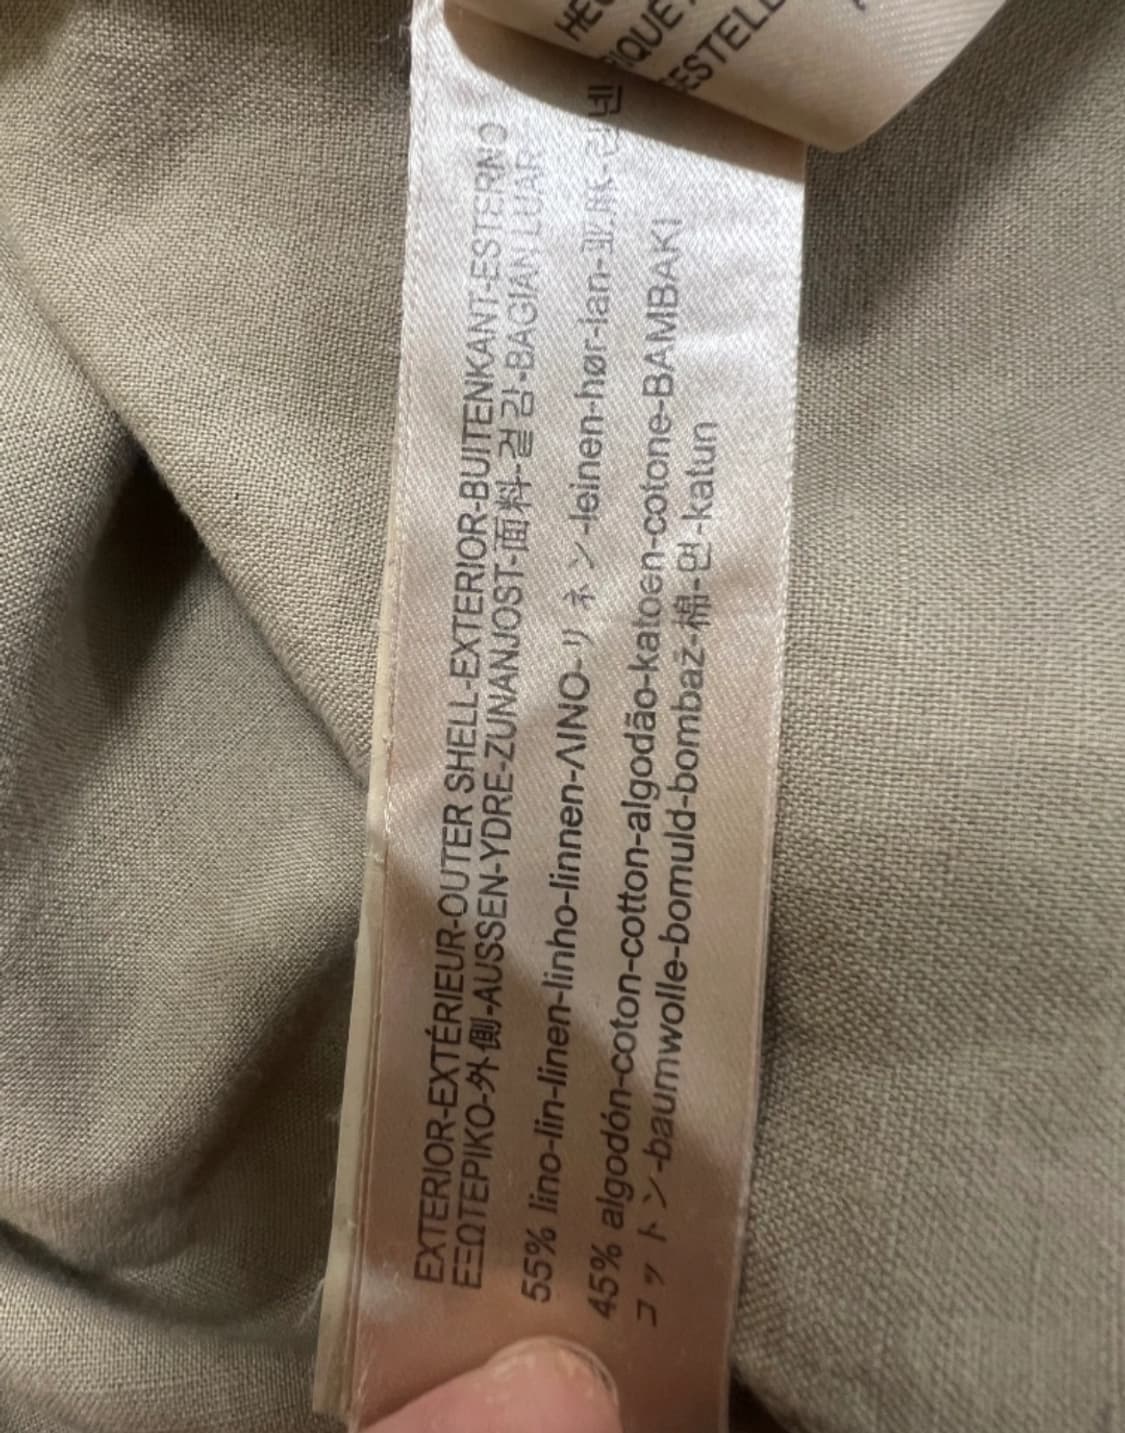 EXTERIOR-EXTÉRIEUR-OUTER SHELL-EXTERIOR-BUITENKANT-ESTERNO
ΕΞΩΤΕΡΙΚΟ-外側-AUSSEN-YDRE-ZUNANJOST-面料-겉감-BAGIAN LUAR-
55% lino-lin-linen-linho-linnen-ΛΙΝΟ-リネン-leinen-hør-lan-亚麻-리넨
45% algodón-coton-cotton-algodão-katoen-cotone-ΒΑΜΒΑΚΙ
コットン-baumwolle-bomuld-bombaž-棉-면-katun